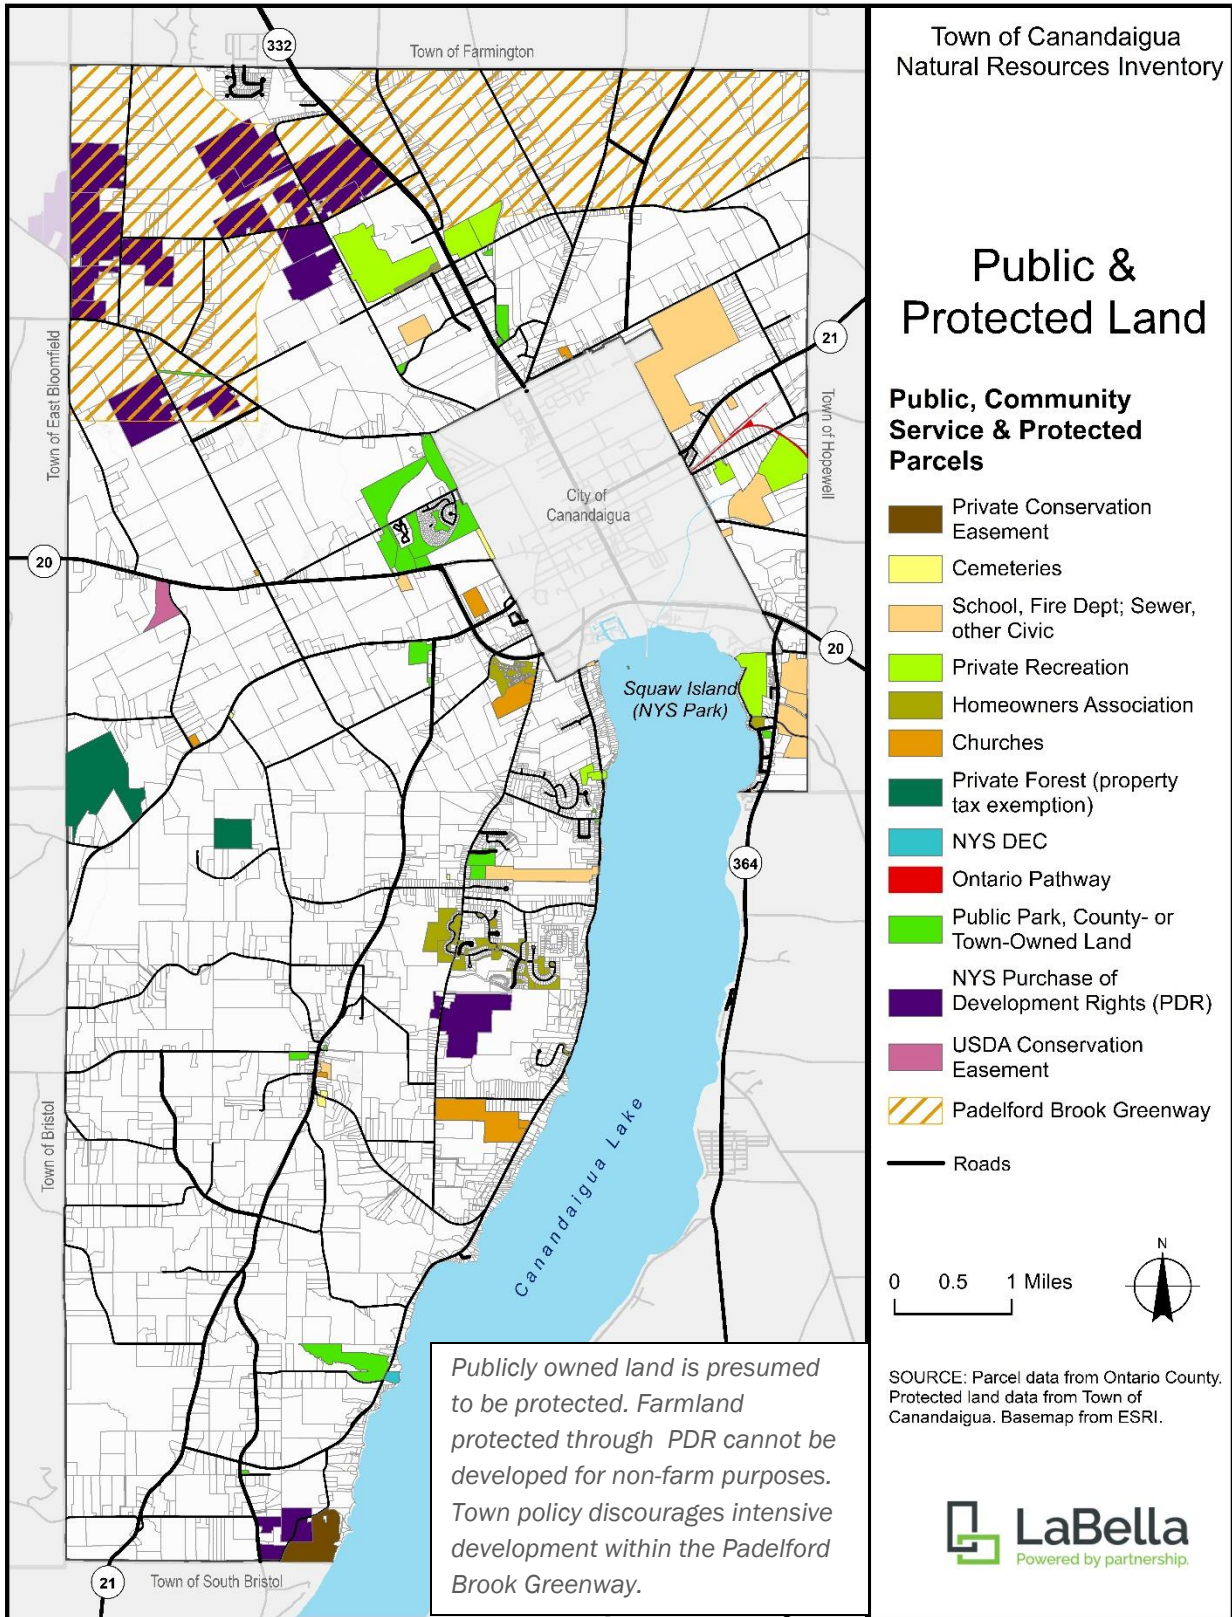 332
Town of Farmington
Town of Canandaigua
Natural Resources Inventory
Public &
Protected Land
21
Town of East Bloomfield
Town of Hopewell
Public, Community
Service & Protected
Parcels
City of
Canandaigua
20
20
Squaw Island
(NYS Park)
364
Private Conservation
Easement
Cemeteries
School, Fire Dept; Sewer,
other Civic
Private Recreation
Homeowners Association
Churches
Private Forest (property
tax exemption)
NYS DEC
Ontario Pathway
Public Park, County- or
Town-Owned Land
NYS Purchase of
Development Rights (PDR)
USDA Conservation
Easement
Padelford Brook Greenway
Roads
Town of Bristol
Canandaigua Lake
0 0.5 1 Miles
N
Publicly owned land is presumed
to be protected. Farmland
protected through PDR cannot be
developed for non-farm purposes.
Town policy discourages intensive
development within the Padelford
Brook Greenway.
SOURCE: Parcel data from Ontario County.
Protected land data from Town of
Canandaigua. Basemap from ESRI.
LaBella
Powered by partnership.
21
Town of South Bristol